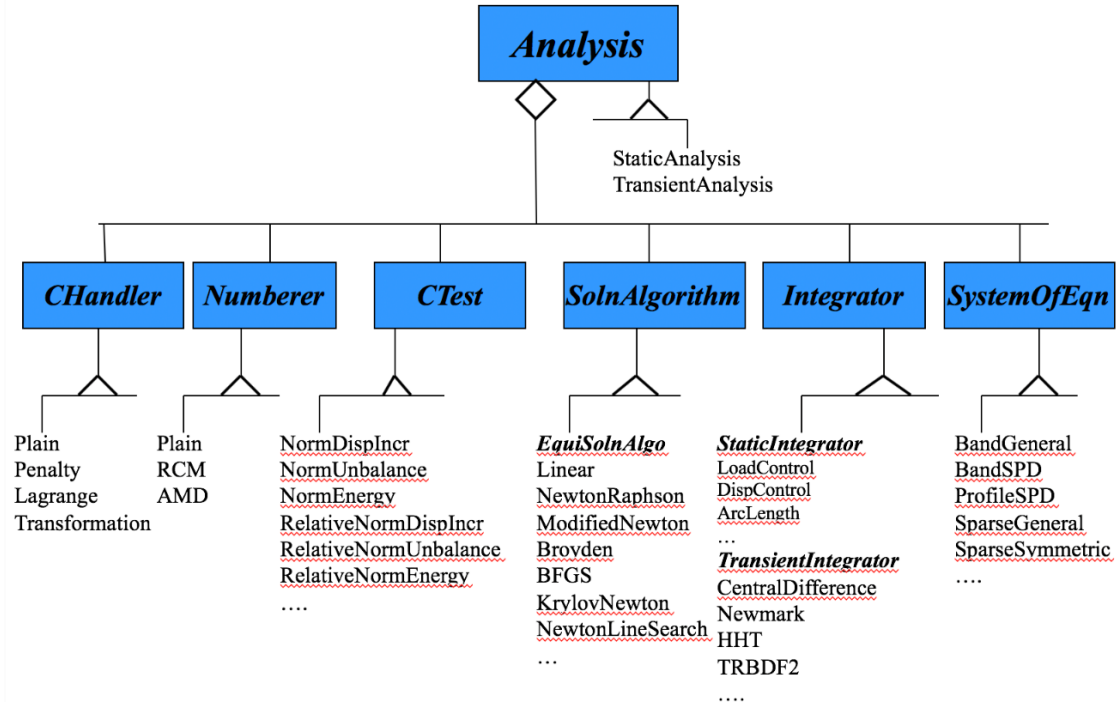 Analysis
StaticAnalysis
TransientAnalysis
CHandler
Numberer
CTest
SolnAlgorithm
Integrator
SystemOfEqn
Plain
Penalty
Lagrange
Transformation
Plain
RCM
AMD
NormDispIncr
NormUnbalance
NormEnergy
RelativeNormDispIncr
RelativeNormUnbalance
RelativeNormEnergy
….
EquiSolnAlgo
Linear
NewtonRaphson
ModifiedNewton
Broyden
BFGS
KrylovNewton
NewtonLineSearch
…
StaticIntegrator
LoadControl
DispControl
ArcLength
…
TransientIntegrator
CentralDifference
Newmark
HHT
TRBDF2
….
BandGeneral
BandSPD
ProfileSPD
SparseGeneral
SparseSymmetric
….